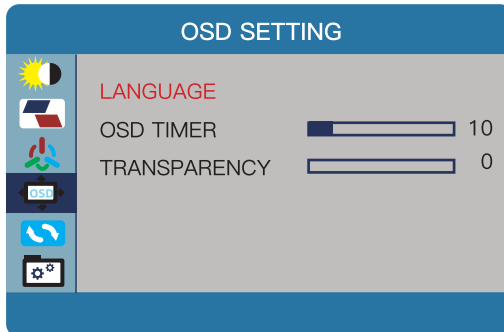 OSD SETTING
LANGUAGE
OSD TIMER 10
TRANSPARENCY 0
OSD